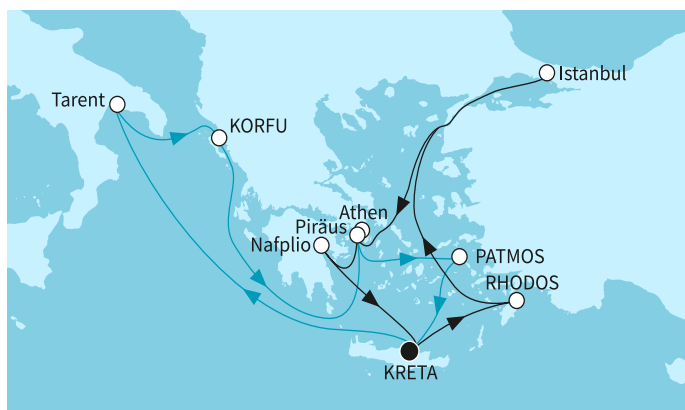 Istanbul
Tarent
KORFU
Athen
Piräus
Nafplio
PATMOS
RHODOS
KRETA